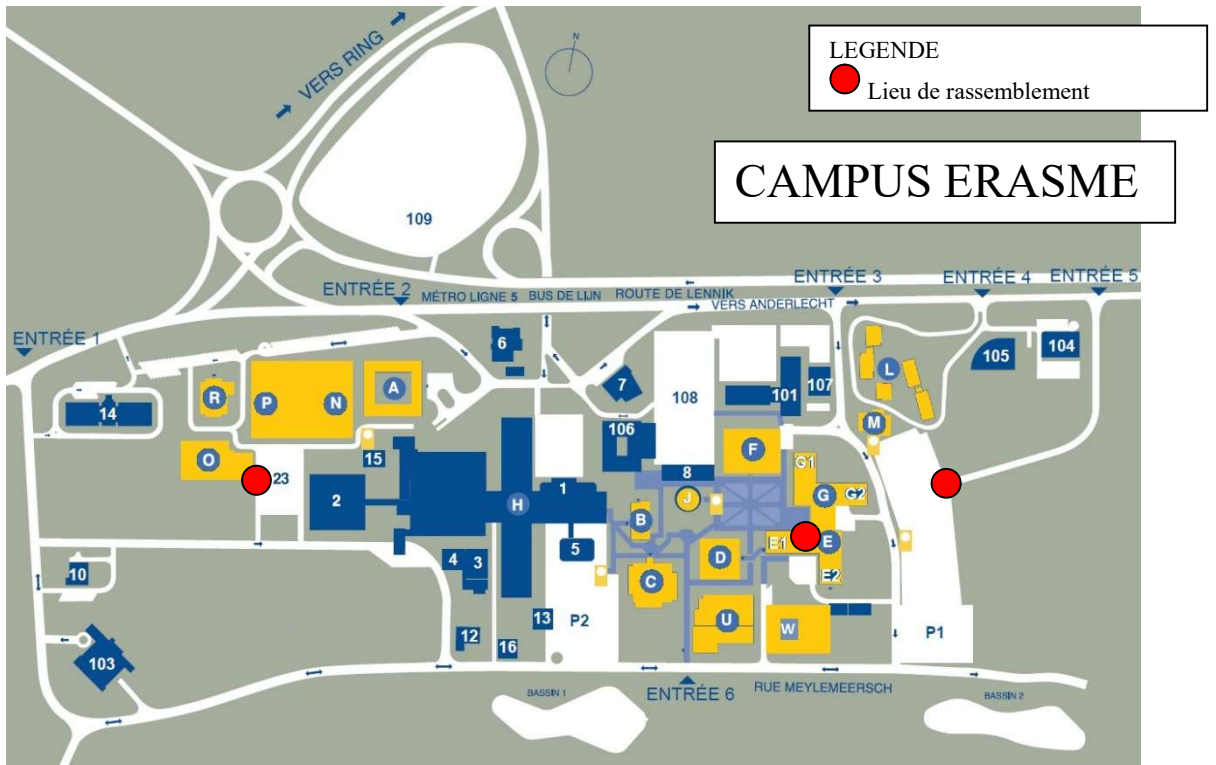 LEGENDE
Lieu de rassemblement
CAMPUS ERASME
N
VERS RING
109
ENTRÉE 1
ENTRÉE 2
MÉTRO LIGNE 5
BUS DE LIJN
ROUTE DE LENNIK
VERS ANDERLECHT
ENTRÉE 3
ENTRÉE 4
ENTRÉE 5
6
7
108
101
107
105
104
L
M
14
R
P
N
A
O
23
15
2
H
1
5
106
8
J
F
G1
G
G2
B
E1
E
E2
D
C
4
3
10
103
12
16
13
P2
U
W
P1
ENTRÉE 6
RUE MEYLEMEERSCH
BASSIN 1
BASSIN 2